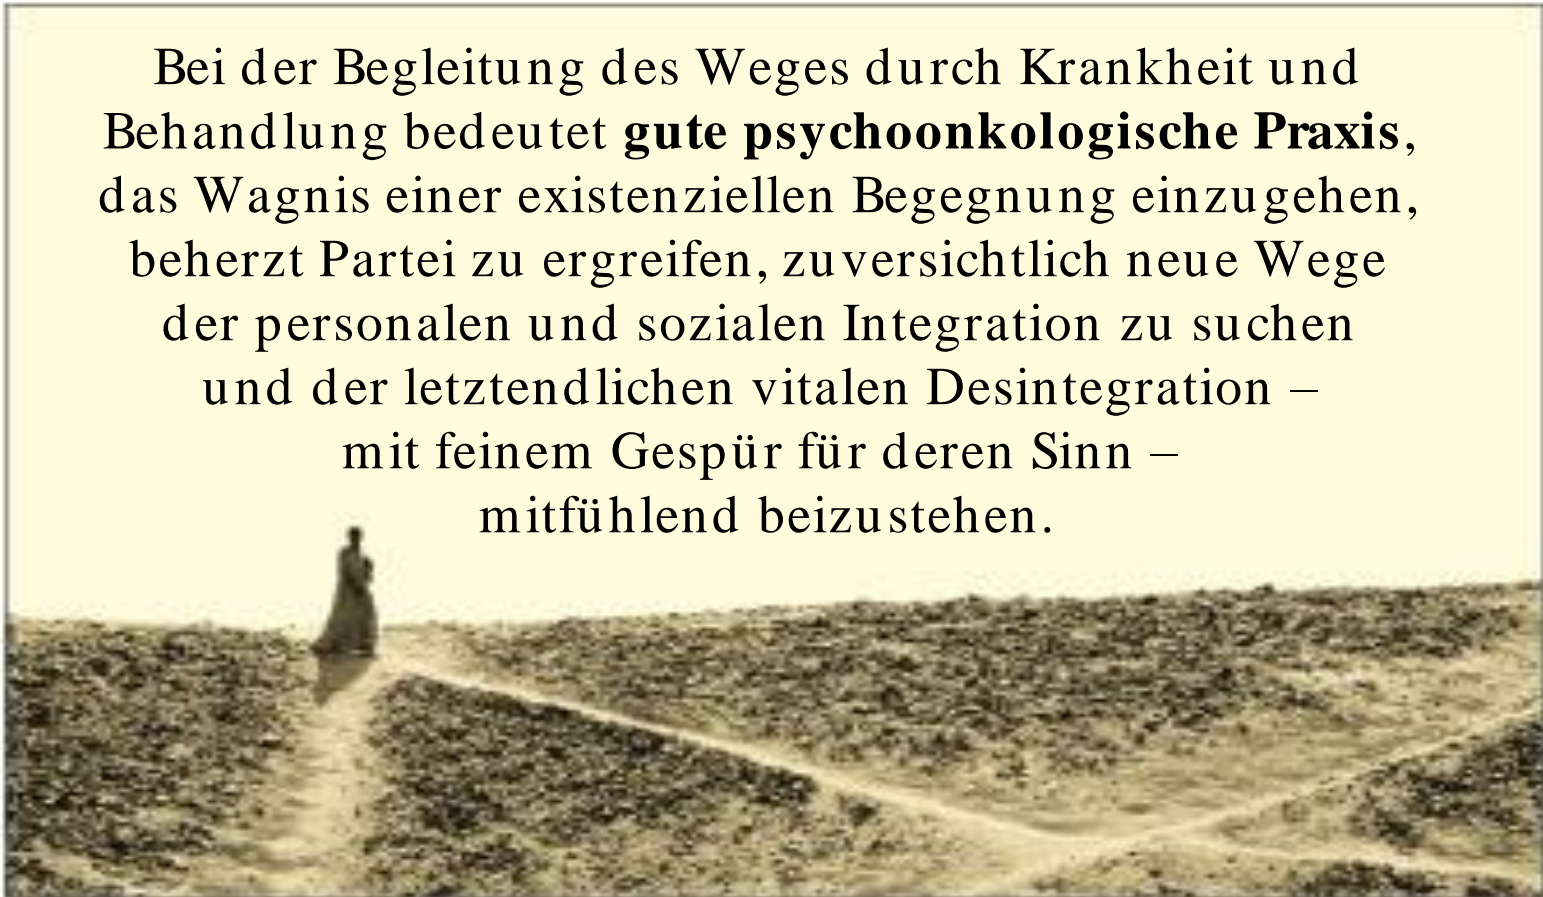 Bei der Begleitung des Weges durch Krankheit und
Behandlung bedeutet gute psychoonkologische Praxis,
das Wagnis einer existenziellen Begegnung einzugehen,
beherzt Partei zu ergreifen, zuversichtlich neue Wege
der personalen und sozialen Integration zu suchen
und der letztendlichen vitalen Desintegration –
mit feinem Gespür für deren Sinn –
mitfühlend beizustehen.